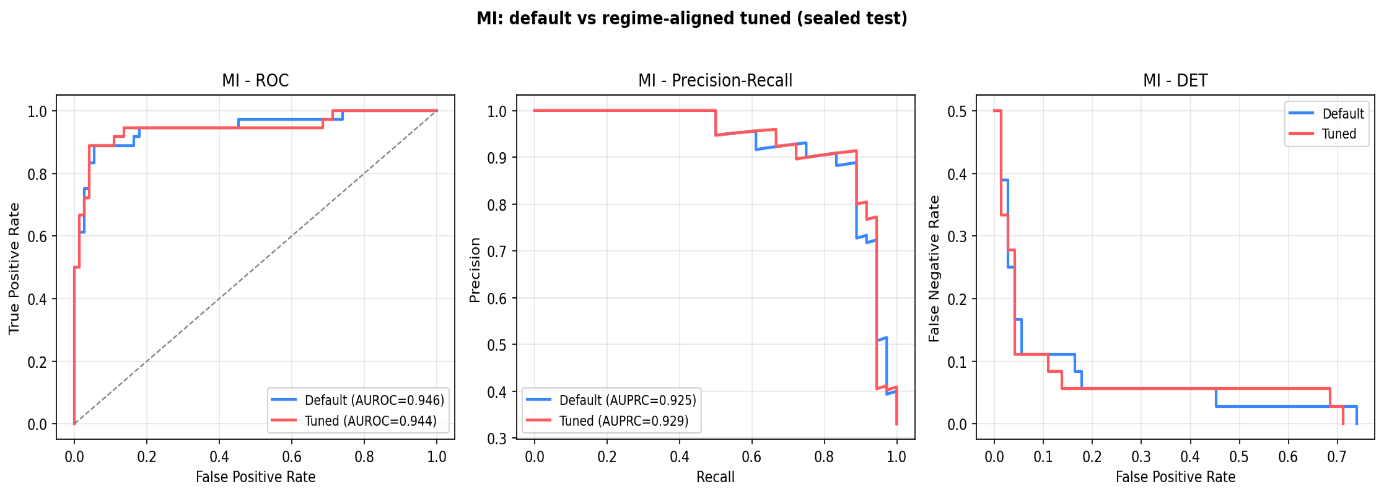 MI: default vs regime-aligned tuned (sealed test)
MI - ROC
True Positive Rate
1.0
0.8
0.6
0.4
0.2
0.0
0.0 0.2 0.4 0.6 0.8 1.0
False Positive Rate
Default (AUROC=0.946)
Tuned (AUROC=0.944)
MI - Precision-Recall
Precision
1.0
0.9
0.8
0.7
0.6
0.5
0.4
0.3
0.0 0.2 0.4 0.6 0.8 1.0
Recall
Default (AUPRC=0.925)
Tuned (AUPRC=0.929)
MI - DET
False Negative Rate
0.5
0.4
0.3
0.2
0.1
0.0
0.0 0.1 0.2 0.3 0.4 0.5 0.6 0.7
False Positive Rate
Default
Tuned